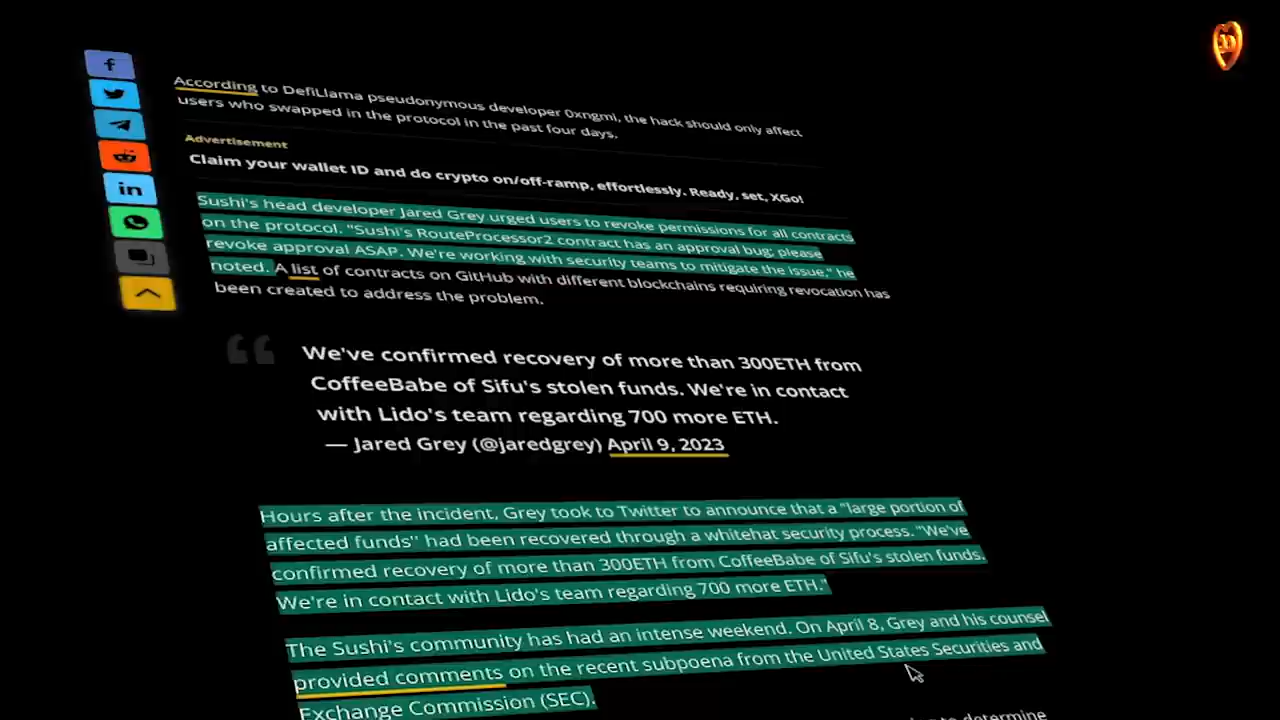 According to DefiLlama pseudonymous developer 0xngmi, the hack should only affect
users who swapped in the protocol in the past four days.
Advertisement
Claim your wallet ID and do crypto on/off-ramp, effortlessly. Ready, set, XGo!
Sushi's head developer Jared Grey urged users to revoke permissions for all contracts
on the protocol. "Sushi's RouteProcessor2 contract has an approval bug; please
revoke approval ASAP. We're working with security teams to mitigate the issue," he
noted. A list of contracts on GitHub with different blockchains requiring revocation has
been created to address the problem.
We've confirmed recovery of more than 300ETH from
CoffeeBabe of Sifu's stolen funds. We're in contact
with Lido's team regarding 700 more ETH.
— Jared Grey (@jaredgrey) April 9, 2023
Hours after the incident, Grey took to Twitter to announce that a "large portion of
affected funds" had been recovered through a whitehat security process. "We've
confirmed recovery of more than 300ETH from CoffeeBabe of Sifu's stolen funds.
We're in contact with Lido's team regarding 700 more ETH."
The Sushi's community has had an intense weekend. On April 8, Grey and his counsel
provided comments on the recent subpoena from the United States Securities and
Exchange Commission (SEC).
to determine